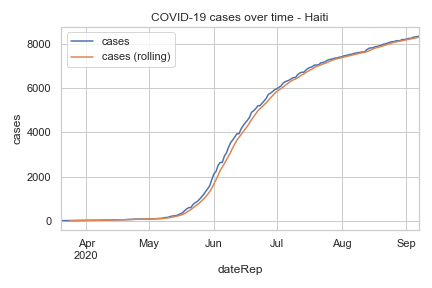 COVID-19 cases over time - Haiti
cases
cases (rolling)
cases
8000
6000
4000
2000
0
Apr
2020
May
Jun
Jul
Aug
Sep
dateRep